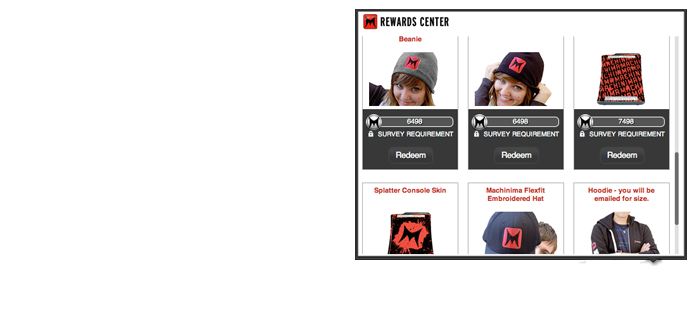 REWARDS CENTER
Beanie
6498
6498
7498
SURVEY REQUIREMENT
SURVEY REQUIREMENT
SURVEY REQUIREMENT
Redeem
Redeem
Redeem
Splatter Console Skin
Machinima Flexfit
Embroidered Hat
Hoodie - you will be
emailed for size.